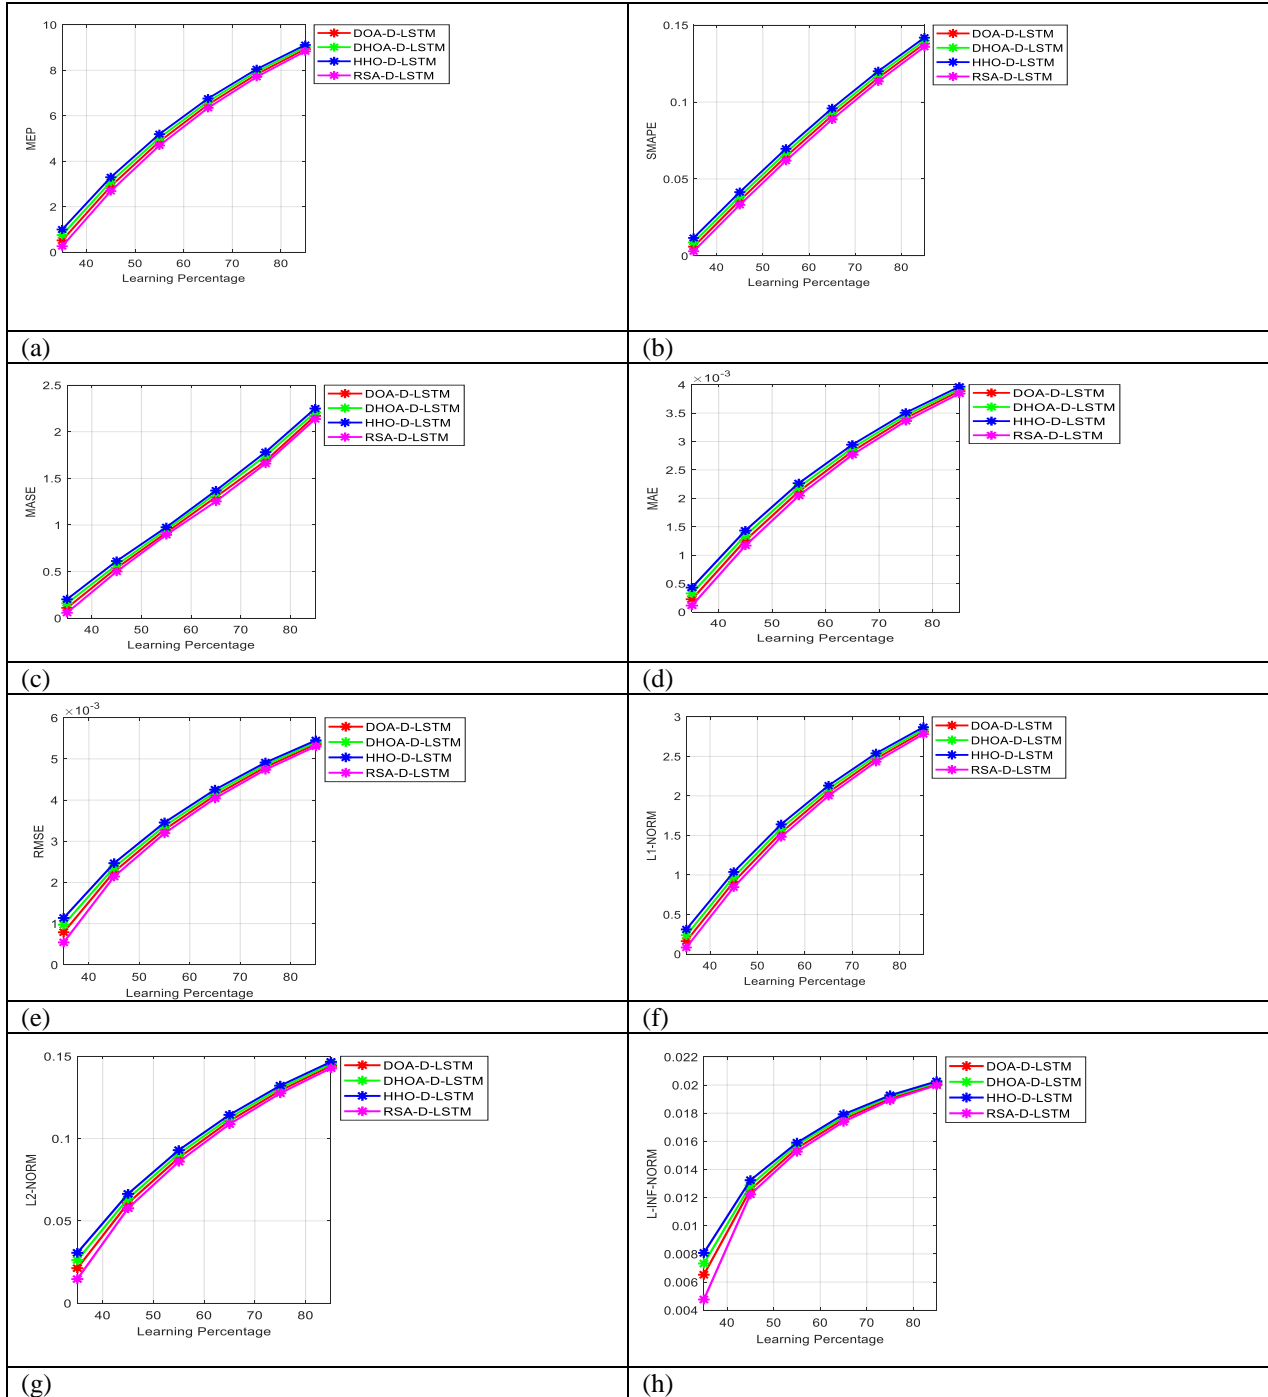 10
8
6
4
2
0
MEP
40 50 60 70 80
Learning Percentage
DOA-D-LSTM
DHOA-D-LSTM
HHO-D-LSTM
RSA-D-LSTM
0.15
0.1
0.05
0
SMAPE
40 50 60 70 80
Learning Percentage
DOA-D-LSTM
DHOA-D-LSTM
HHO-D-LSTM
RSA-D-LSTM
(a)
(b)
2.5
2
1.5
1
0.5
0
MASE
40 50 60 70 80
Learning Percentage
DOA-D-LSTM
DHOA-D-LSTM
HHO-D-LSTM
RSA-D-LSTM
×10-3
4
3.5
3
2.5
2
1.5
1
0.5
0
MAE
40 50 60 70 80
Learning Percentage
DOA-D-LSTM
DHOA-D-LSTM
HHO-D-LSTM
RSA-D-LSTM
(c)
(d)
×10-3
6
5
4
3
2
1
0
RMSE
40 50 60 70 80
Learning Percentage
DOA-D-LSTM
DHOA-D-LSTM
HHO-D-LSTM
RSA-D-LSTM
3
2.5
2
1.5
1
0.5
0
L1-NORM
40 50 60 70 80
Learning Percentage
DOA-D-LSTM
DHOA-D-LSTM
HHO-D-LSTM
RSA-D-LSTM
(e)
(f)
0.15
0.1
0.05
0
L2-NORM
40 50 60 70 80
Learning Percentage
DOA-D-LSTM
DHOA-D-LSTM
HHO-D-LSTM
RSA-D-LSTM
0.022
0.02
0.018
0.016
0.014
0.012
0.01
0.008
0.006
0.004
L-INF-NORM
40 50 60 70 80
Learning Percentage
DOA-D-LSTM
DHOA-D-LSTM
HHO-D-LSTM
RSA-D-LSTM
(g)
(h)